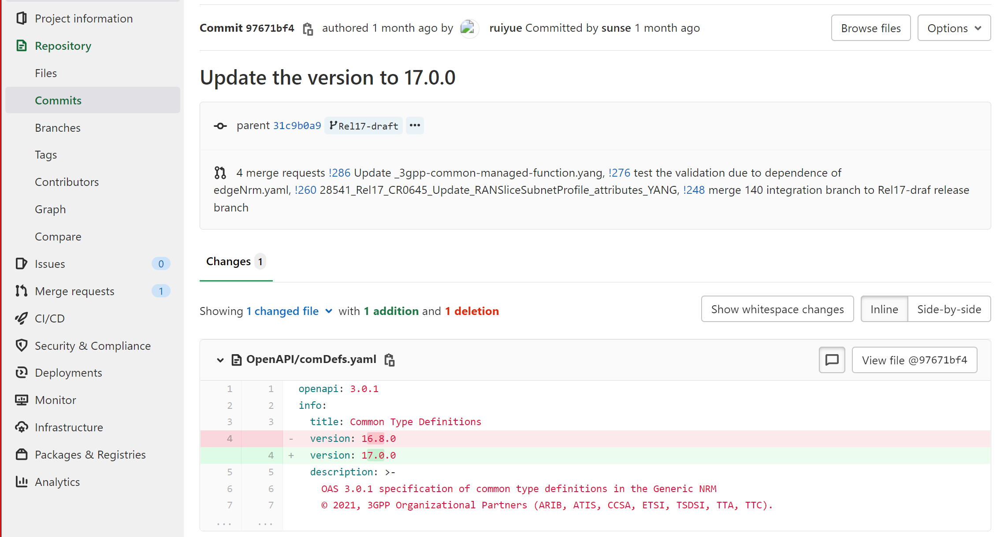 Project information
Repository
Files
Commits
Branches
Tags
Contributors
Graph
Compare
Issues 0
Merge requests 1
CI/CD
Security & Compliance
Deployments
Monitor
Infrastructure
Packages & Registries
Analytics
Commit 97671bf4 authored 1 month ago by ruiyue Committed by sunse 1 month ago
Browse files
Options
Update the version to 17.0.0
parent 31c9b0a9 Rel17-draft ...
4 merge requests !286 Update _3gpp-common-managed-function.yang, !276 test the validation due to dependence of
edgeNrm.yaml, !260 28541_Rel17_CR0645_Update_RANSliceSubnetProfile_attributes_YANG, !248 merge 140 integration branch to Rel17-draf release
branch
Changes 1
Showing 1 changed file with 1 addition and 1 deletion
Show whitespace changes
Inline
Side-by-side
OpenAPI/comDefs.yaml
View file @97671bf4
1 1 openapi: 3.0.1
2 2 info:
3 3 title: Common Type Definitions
4 - version: 16.8.0
4 + version: 17.0.0
5 5 description: >-
6 6 OAS 3.0.1 specification of common type definitions in the Generic NRM
7 7 © 2021, 3GPP Organizational Partners (ARIB, ATIS, CCSA, ETSI, TSDSI, TTA, TTC).
... ...